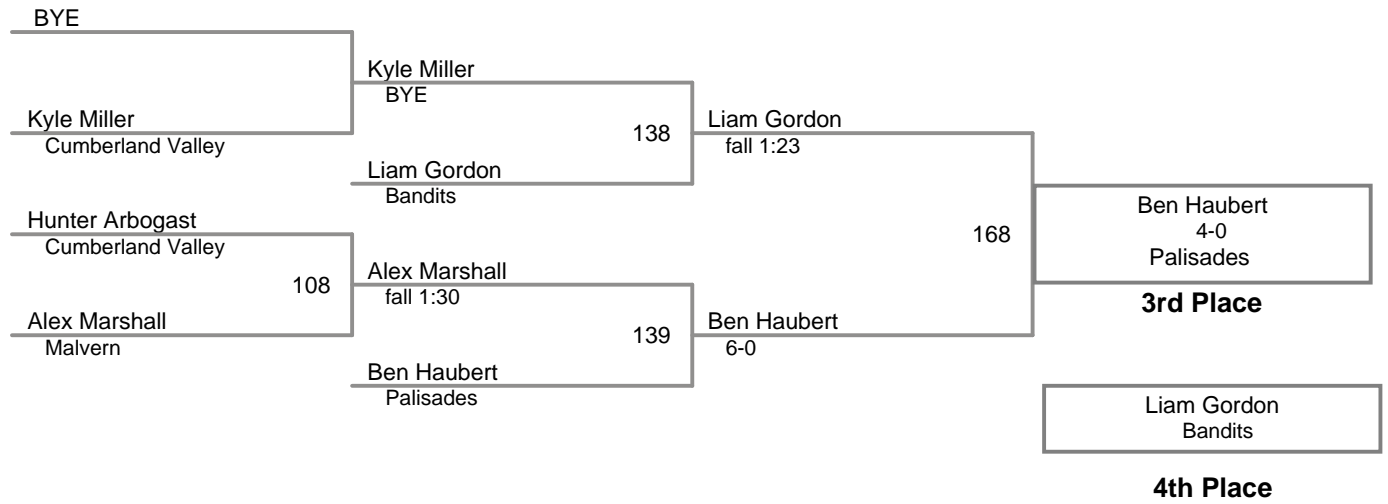 BYE
Kyle Miller
BYE
Kyle Miller
Cumberland Valley
138
Liam Gordon
fall 1:23
Liam Gordon
Bandits
Hunter Arbogast
Cumberland Valley
168
Ben Haubert
4-0
Palisades
3rd Place
108
Alex Marshall
fall 1:30
Alex Marshall
Malvern
139
Ben Haubert
6-0
Ben Haubert
Palisades
Liam Gordon
Bandits
4th Place